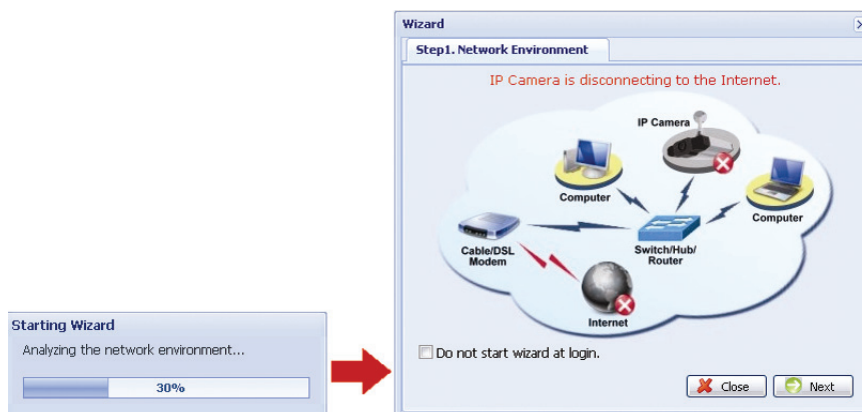 Starting Wizard
Analyzing the network environment...
30%
Wizard
Step1. Network Environment
IP Camera is disconnecting to the Internet.
IP Camera
Computer
Computer
Cable/DSL
Modem
Switch/Hub/
Router
Internet
Do not start wizard at login.
Close
Next